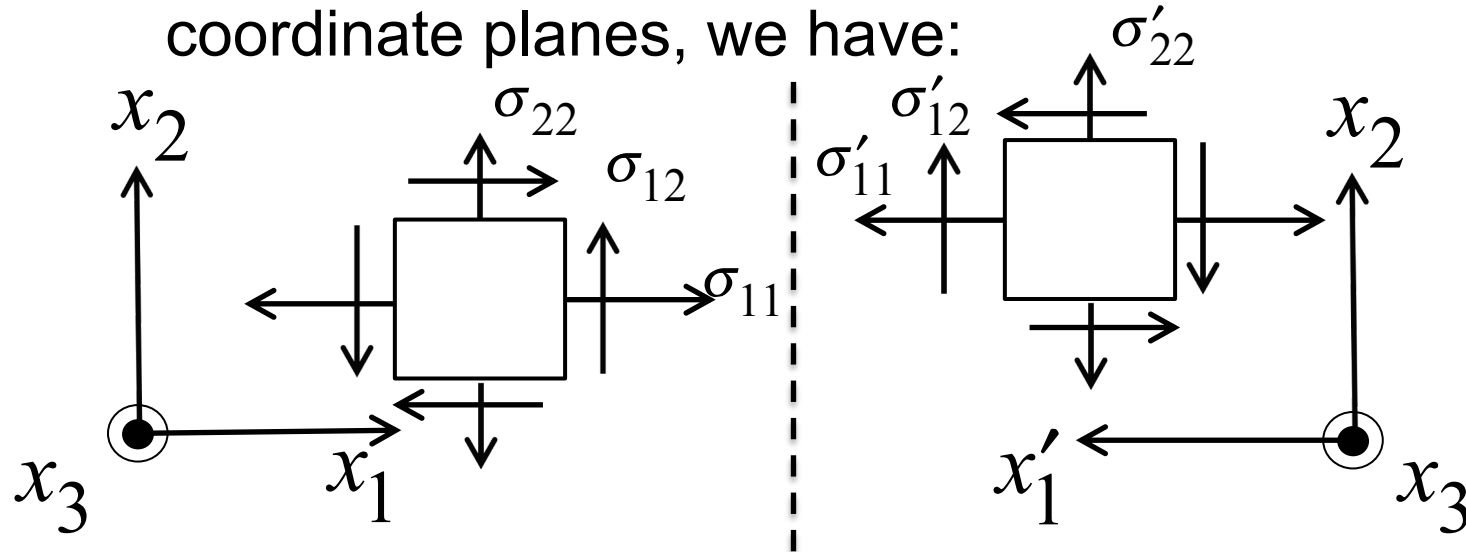 coordinate planes, we have:
x₂
σ₂₂
σ₁₂
σ₁₁
x₃
x₁
σ′₂₂
σ′₁₂
σ′₁₁
x₂
x′₁
x₃